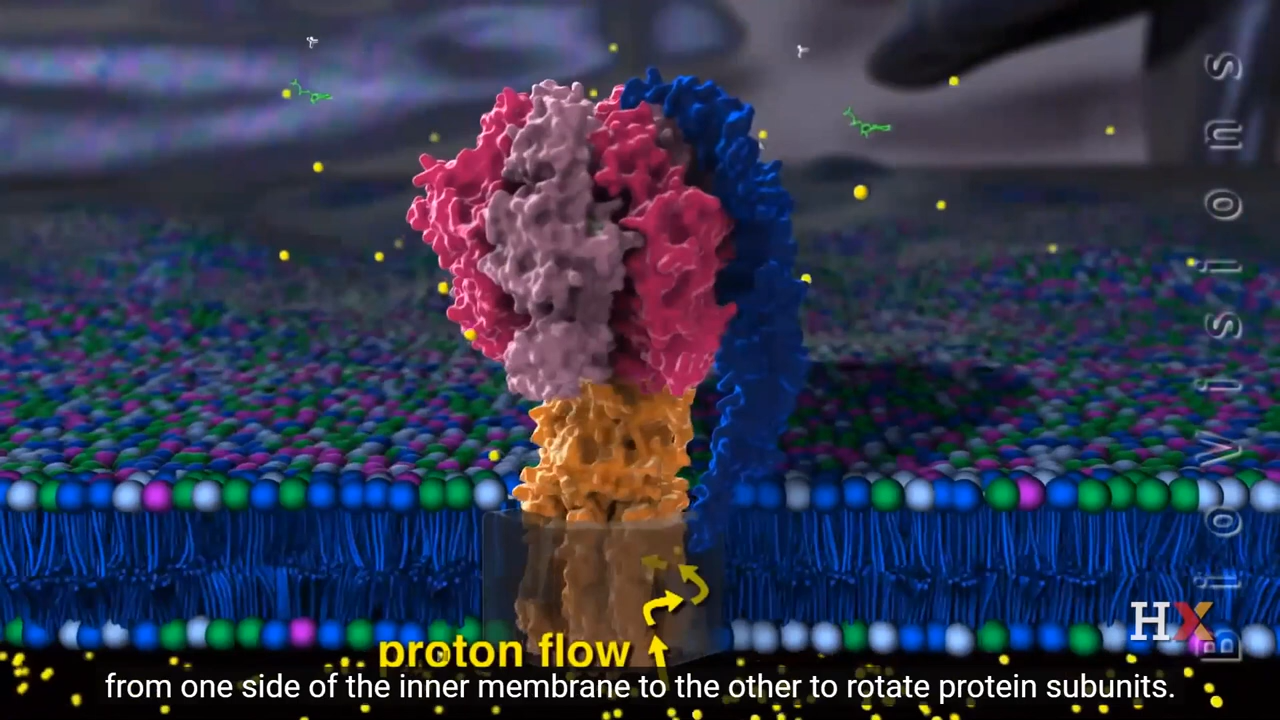 BioVisions
HX
proton flow
from one side of the inner membrane to the other to rotate protein subunits.